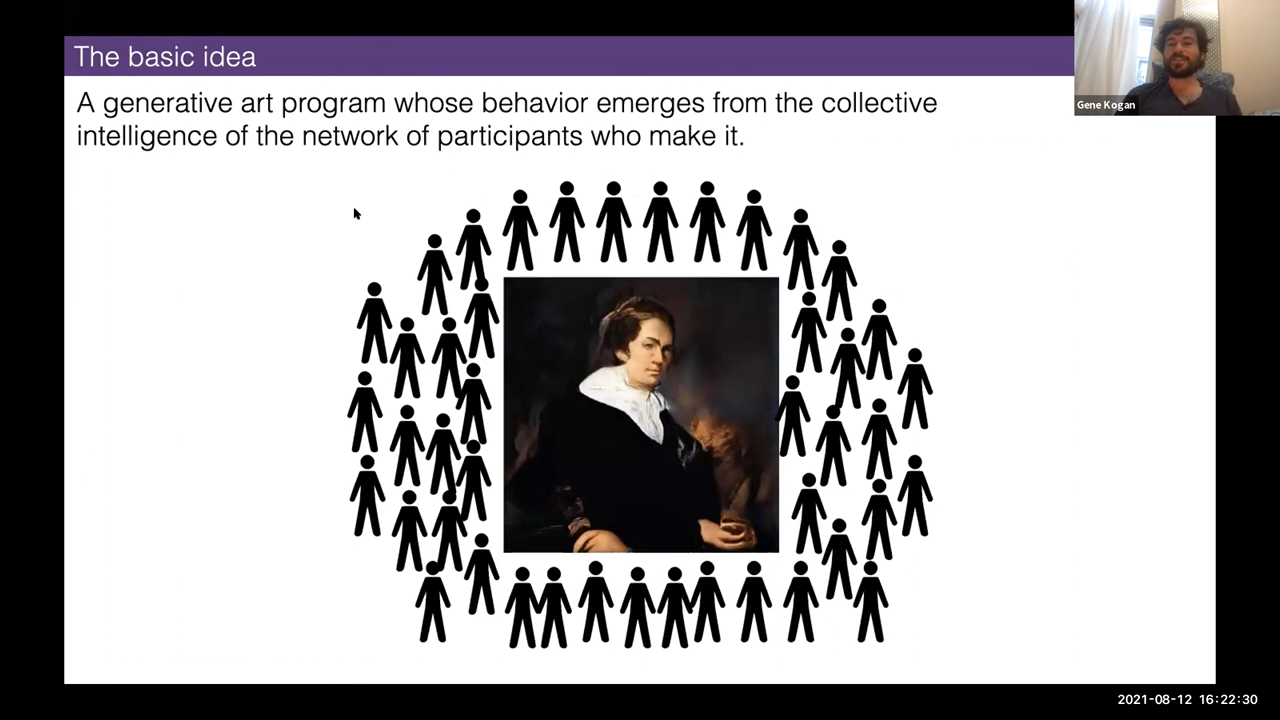 The basic idea
Gene Kogan
A generative art program whose behavior emerges from the collective
intelligence of the network of participants who make it.
2021-08-12 16:22:30